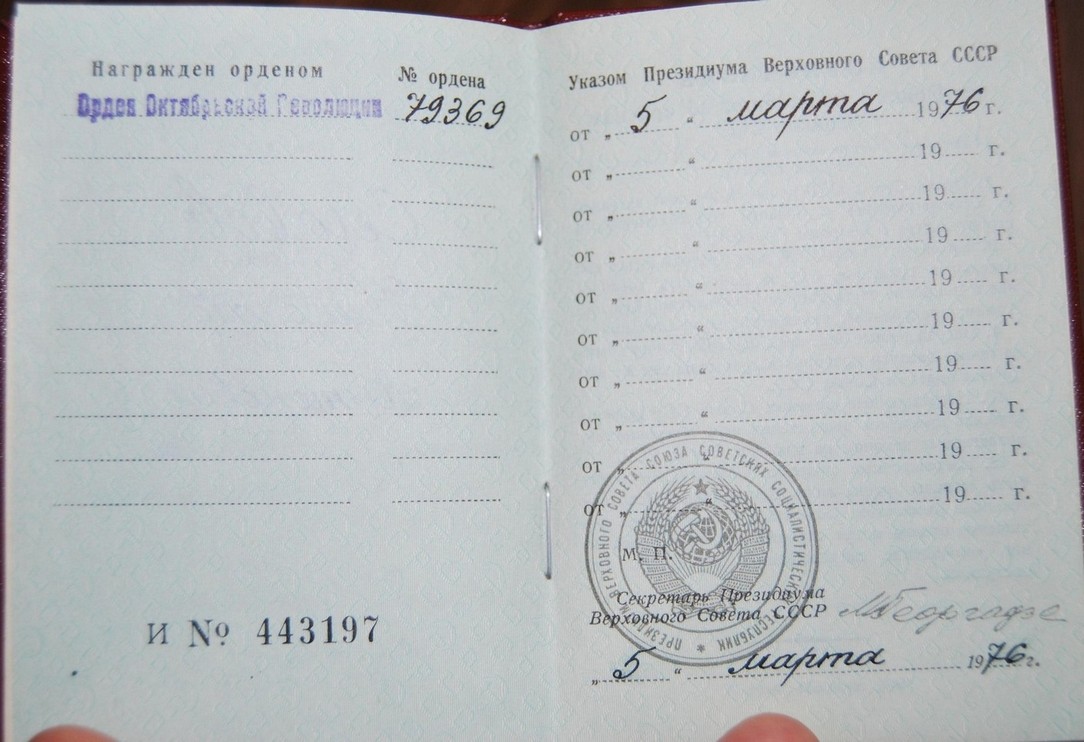 Награжден орденом
№ ордена
Орден Октябрьской Революции
79369
И № 443197
Указом Президиума Верховного Совета СССР
от „ 5 “ марта 1976 г.
от „ “ 19 г.
от „ “ 19 г.
от „ “ 19 г.
от „ “ 19 г.
от „ “ 19 г.
от „ “ 19 г.
от „ “ 19 г.
от „ “ 19 г.
от „ “ 19 г.
ПРЕЗИДИУМ ВЕРХОВНОГО СОВЕТА СОЮЗА СОВЕТСКИХ СОЦИАЛИСТИЧЕСКИХ РЕСПУБЛИК
М. П.
Секретарь Президиума
Верховного Совета СССР
МГеоргадзе
„ 5 “ марта 1976 г.